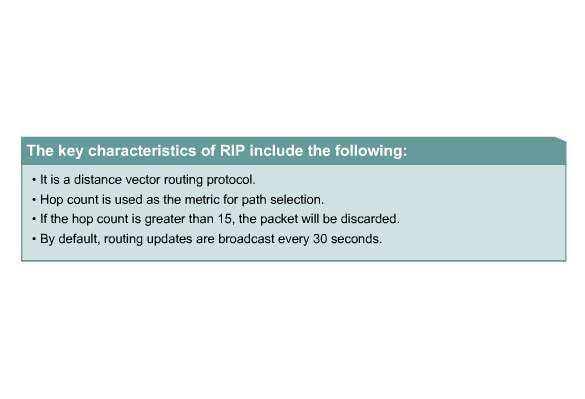 The key characteristics of RIP include the following:
• It is a distance vector routing protocol.
• Hop count is used as the metric for path selection.
• If the hop count is greater than 15, the packet will be discarded.
• By default, routing updates are broadcast every 30 seconds.